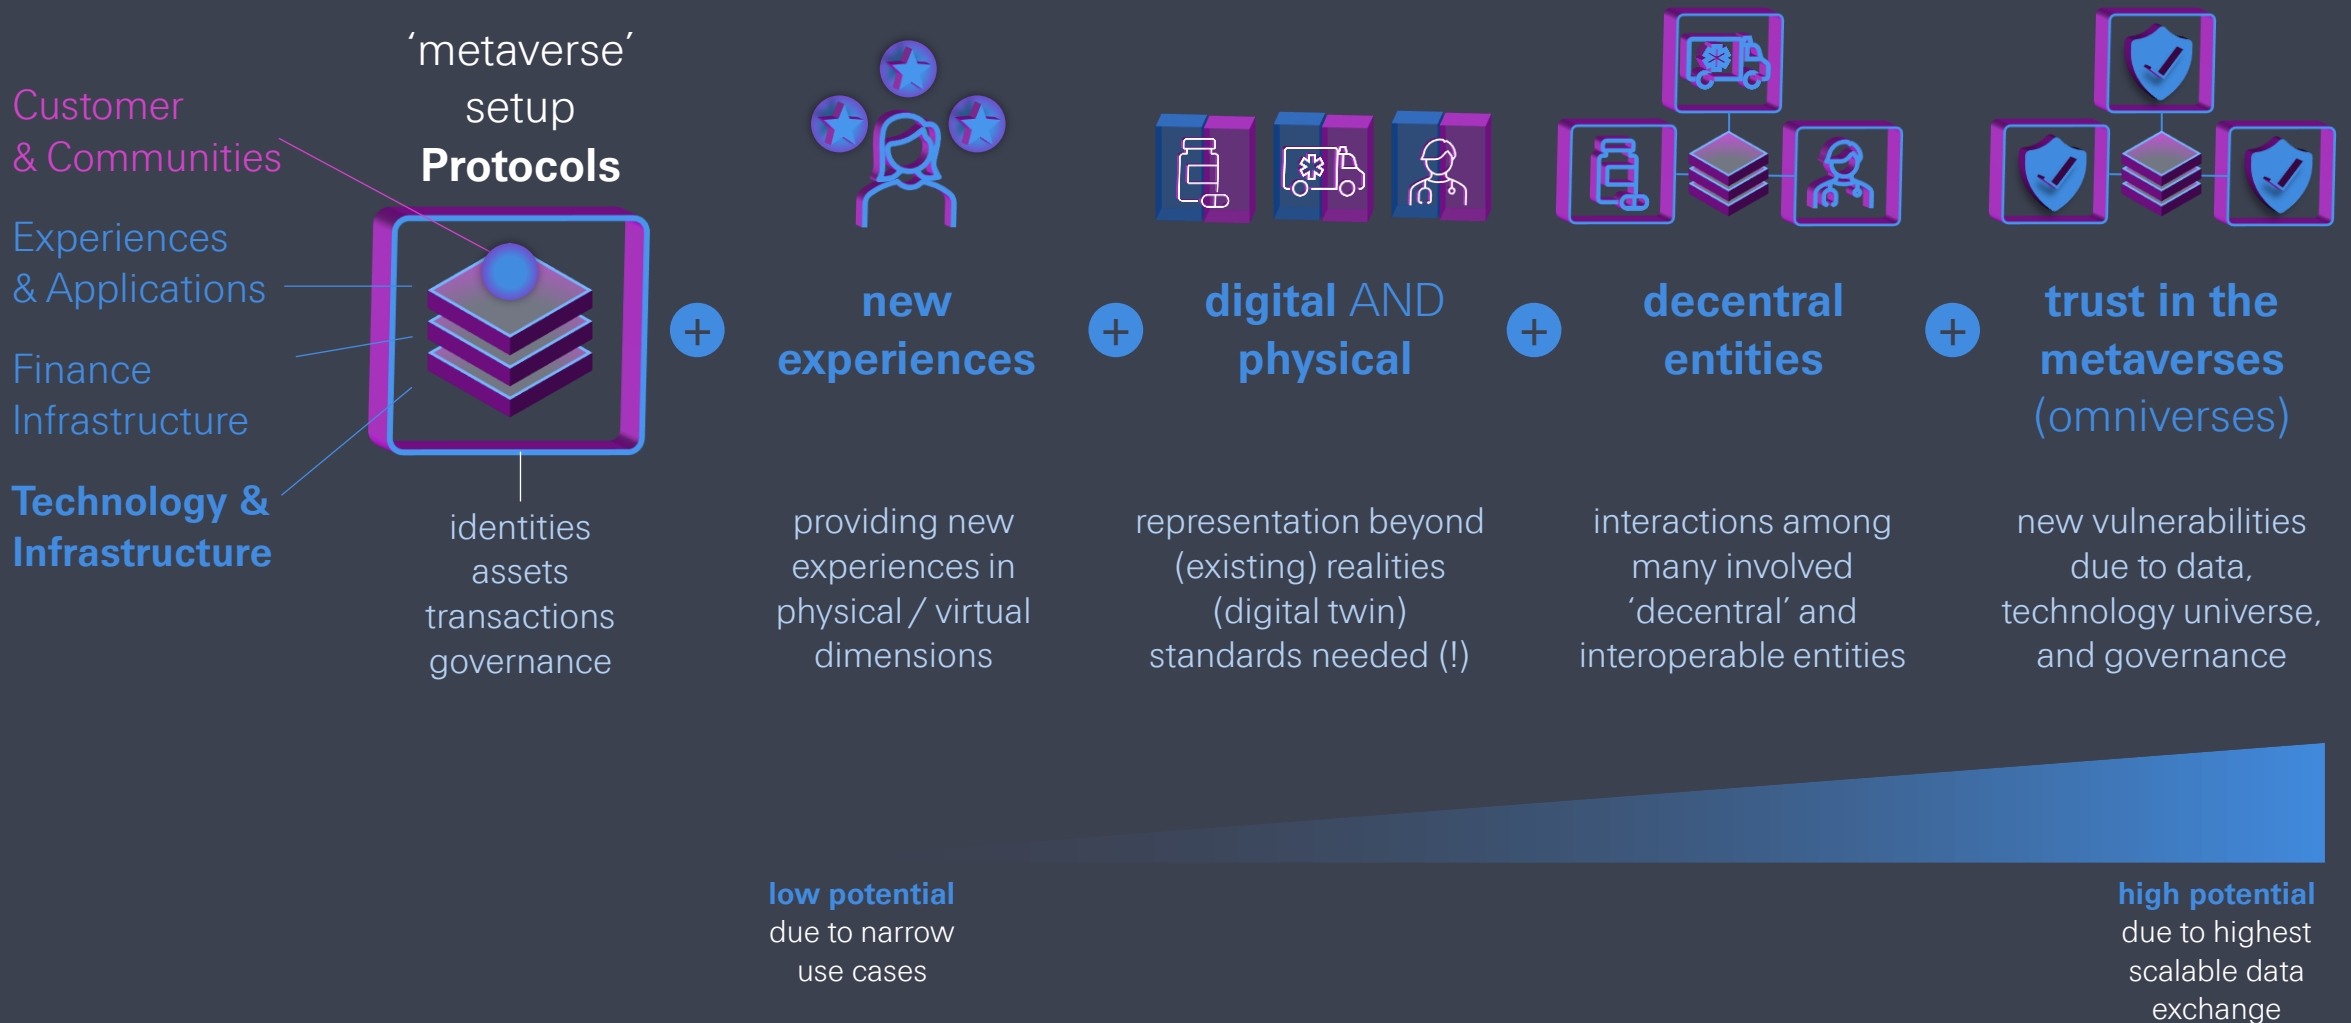 Customer
& Communities
Experiences
& Applications
Finance
Infrastructure
Technology &
Infrastructure
‘metaverse’
setup
Protocols
identities
assets
transactions
governance
+
new
experiences
providing new
experiences in
physical / virtual
dimensions
+
digital AND
physical
representation beyond
(existing) realities
(digital twin)
standards needed (!)
+
decentral
entities
interactions among
many involved
‘decentral’ and
interoperable entities
+
trust in the
metaverses
(omniverses)
new vulnerabilities
due to data,
technology universe,
and governance
low potential
due to narrow
use cases
high potential
due to highest
scalable data
exchange